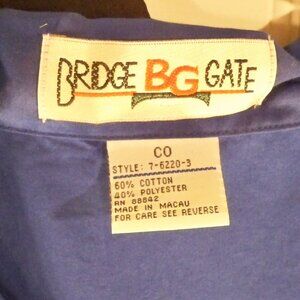 BRIDGE BG GATE
CO
STYLE: 7-6220-3
60% COTTON
40% POLYESTER
RN 88842
MADE IN MACAU
FOR CARE SEE REVERSE